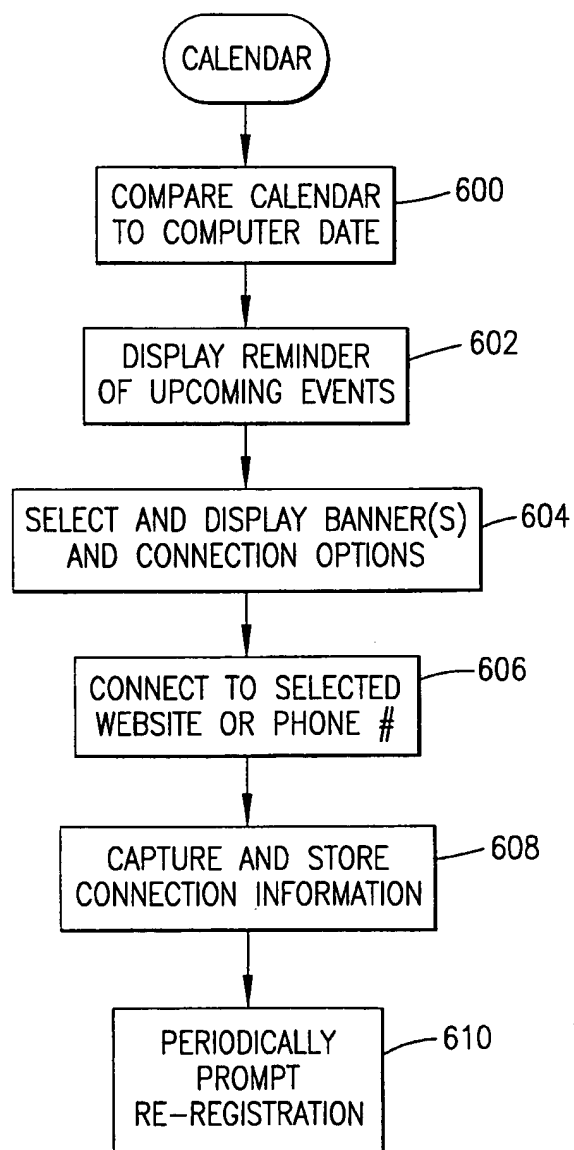 CALENDAR
COMPARE CALENDAR
TO COMPUTER DATE
600
DISPLAY REMINDER
OF UPCOMING EVENTS
602
SELECT AND DISPLAY BANNER(S)
AND CONNECTION OPTIONS
604
CONNECT TO SELECTED
WEBSITE OR PHONE #
606
CAPTURE AND STORE
CONNECTION INFORMATION
608
PERIODICALLY
PROMPT
RE-REGISTRATION
610